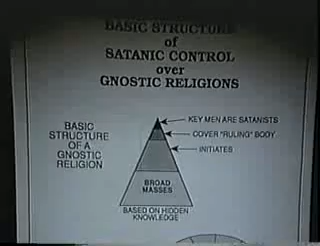 BASIC STRUCTURE
of
SATANIC CONTROL
over
GNOSTIC RELIGIONS
BASIC
STRUCTURE
OF A
GNOSTIC
RELIGION
KEY MEN ARE SATANISTS
COVER "RULING" BODY
INITIATES
BROAD
MASSES
BASED ON HIDDEN
KNOWLEDGE